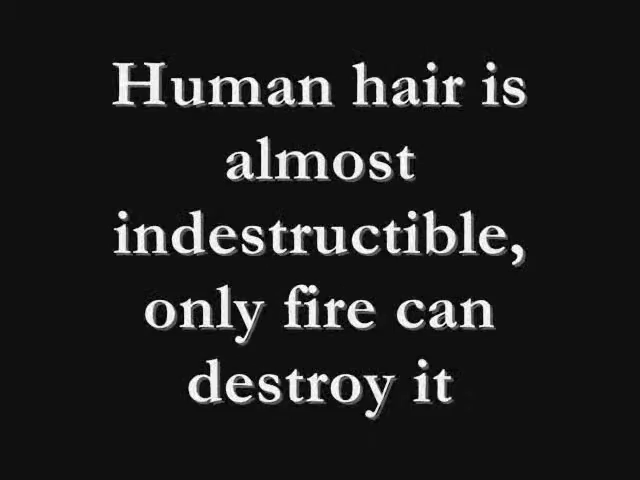 Human hair is
almost
indestructible,
only fire can
destroy it